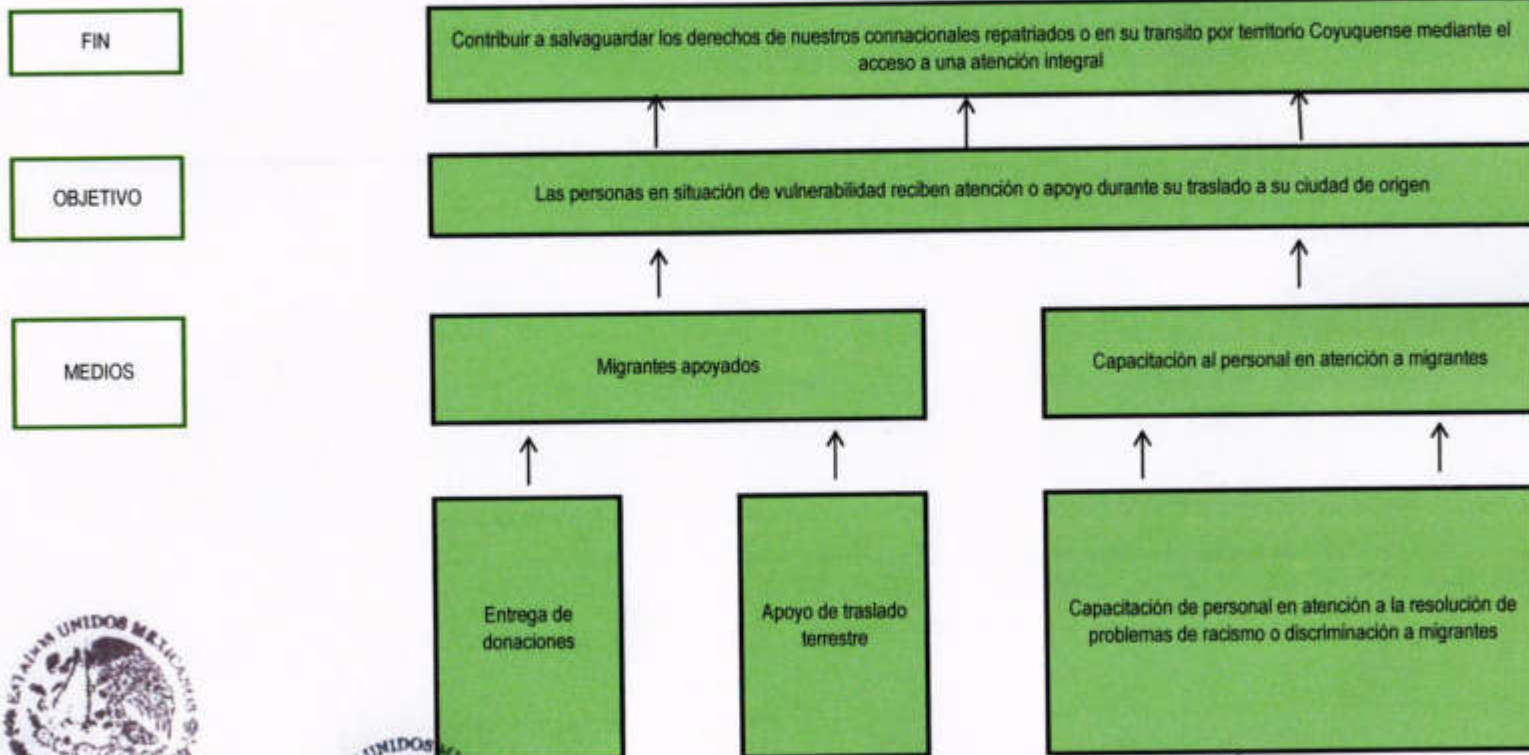 FIN
Contribuir a salvaguardar los derechos de nuestros connacionales repatriados o en su transito por territorio Coyuquense mediante el
acceso a una atención integral
OBJETIVO
Las personas en situación de vulnerabilidad reciben atención o apoyo durante su traslado a su ciudad de origen
MEDIOS
Migrantes apoyados
Capacitación al personal en atención a migrantes
Entrega de
donaciones
Apoyo de traslado
terrestre
Capacitación de personal en atención a la resolución de
problemas de racismo o discriminación a migrantes
UNIDOS MEXICANOS
UNIDOS